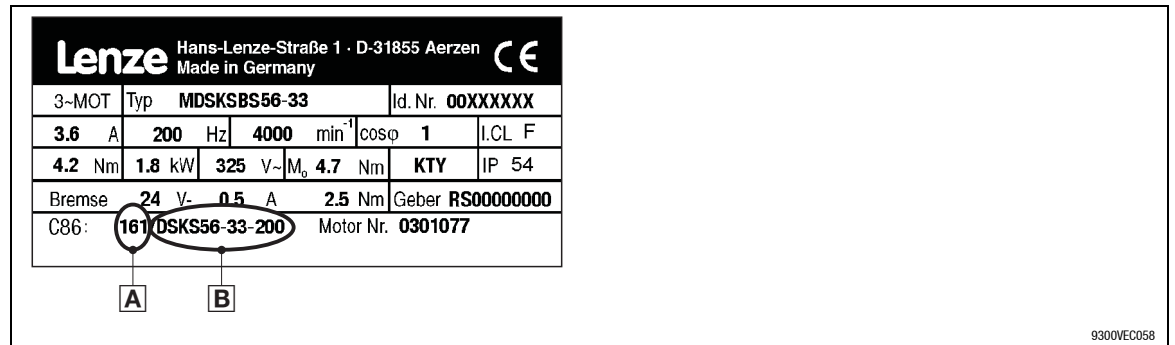 Lenze Hans-Lenze-Straße 1 · D-31855 Aerzen CE
Made in Germany
3~MOT Typ MDSKSBS56-33 Id. Nr. 00XXXXXX
3.6 A 200 Hz 4000 min⁻¹ cosφ 1 I.CL F
4.2 Nm 1.8 kW 325 V~ M₀ 4.7 Nm KTY IP 54
Bremse 24 V- 0.5 A 2.5 Nm Geber RS00000000
C86: 161 DSKS56-33-200 Motor Nr. 0301077
A B
9300VEC058